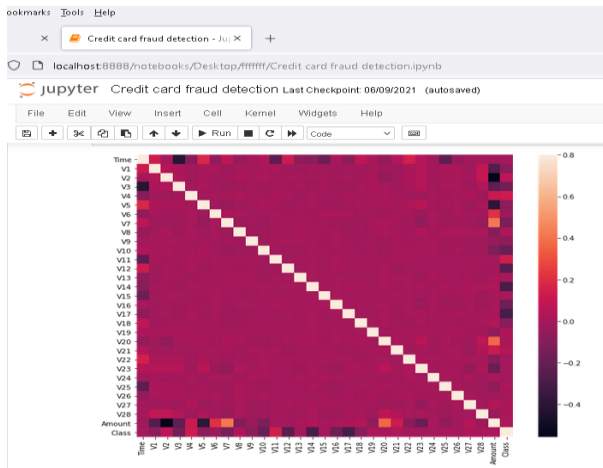 ookmarks Tools Help
Credit card fraud detection - Ju
localhost:8888/notebooks/Desktop/fffffff/Credit card fraud detection.ipynb
jupyter Credit card fraud detection Last Checkpoint: 06/09/2021 (autosaved)
File Edit View Insert Cell Kernel Widgets Help
Run Code
Time
V1
V2
V3
V4
V5
V6
V7
V8
V9
V10
V11
V12
V13
V14
V15
V16
V17
V18
V19
V20
V21
V22
V23
V24
V25
V26
V27
V28
Amount
Class
Time V1 V2 V3 V4 V5 V6 V7 V8 V9 V10 V11 V12 V13 V14 V15 V16 V17 V18 V19 V20 V21 V22 V23 V24 V25 V26 V27 V28 Amount Class
0.8
0.6
0.4
0.2
0.0
−0.2
−0.4